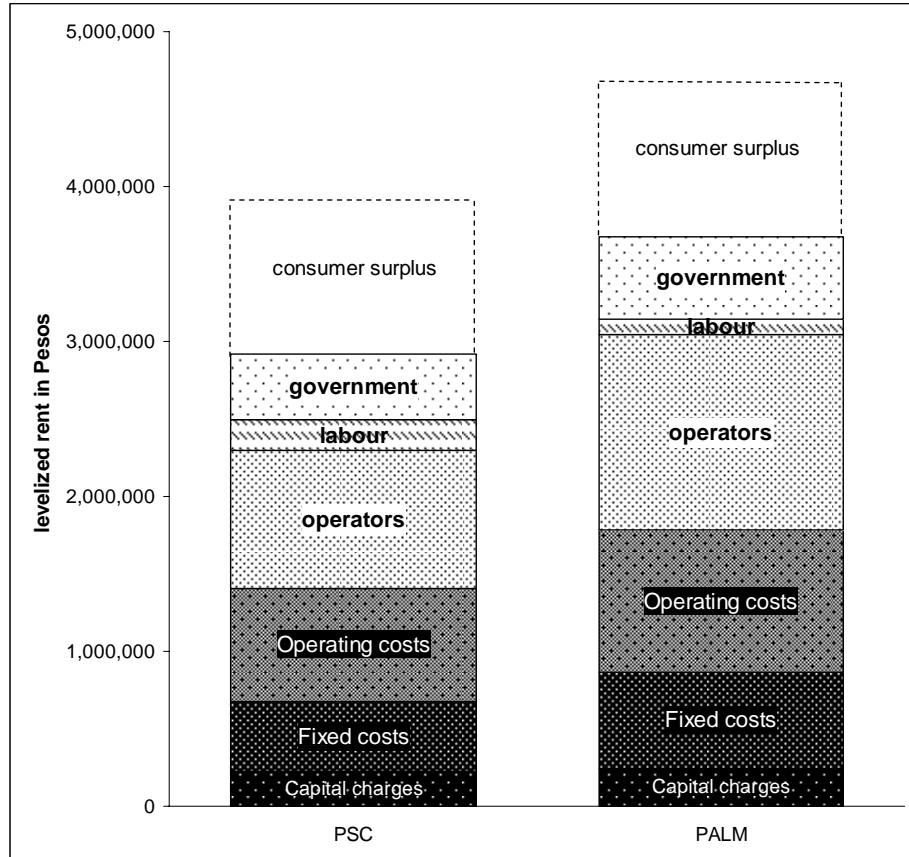 5,000,000
4,000,000
3,000,000
2,000,000
1,000,000
0
levelized rent in Pesos
consumer surplus
government
labour
operators
Operating costs
Fixed costs
Capital charges
PSC
consumer surplus
government
labour
operators
Operating costs
Fixed costs
Capital charges
PALM